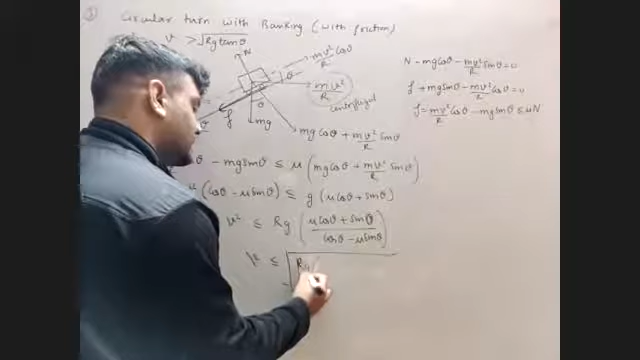 ③ Circular turn with Banking (with friction)
v > √Rg tanθ
N
mv²/R cosθ
θ
mv²/R
centrifugal
f
θ
mg
mg cosθ + mv²/R sinθ
N - mg cosθ - mv²/R sinθ = 0
f + mg sinθ - mv²/R cosθ = 0
f = mv²/R cosθ - mg sinθ ≤ μN
θ - mg sinθ ≤ μ (mg cosθ + mv²/R sinθ)
(cosθ - μ sinθ) ≤ g (μ cosθ + sinθ)
v² ≤ Rg (μ cosθ + sinθ / cosθ - μ sinθ)
≤ √R